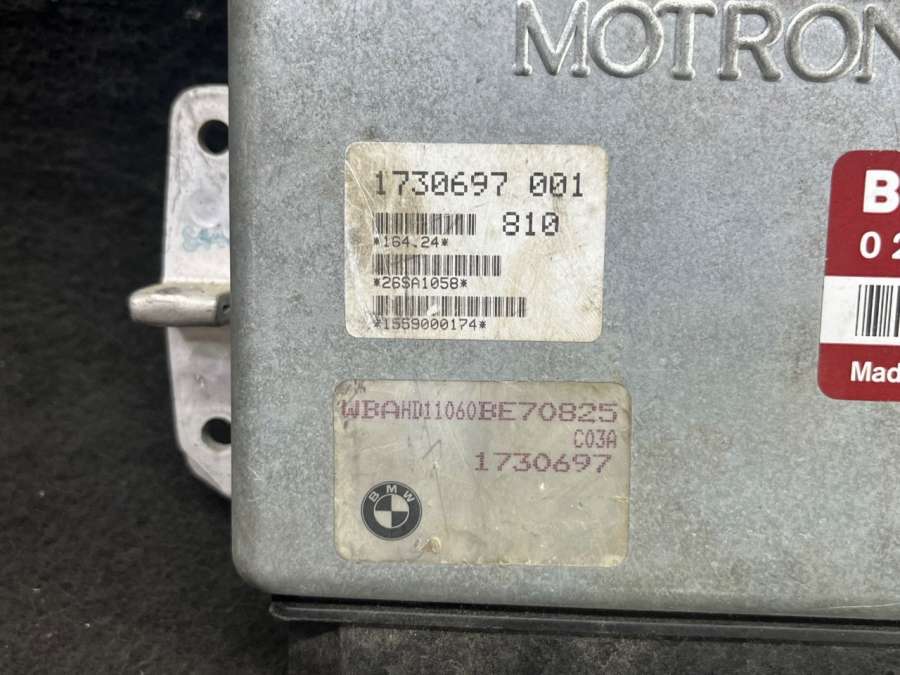 MOTRON
1730697 001
810
*164.24*
*26SA1058*
*1559000174*
WBAHD11060BE70825
C03A
1730697
BMW
B
0 2
Mad